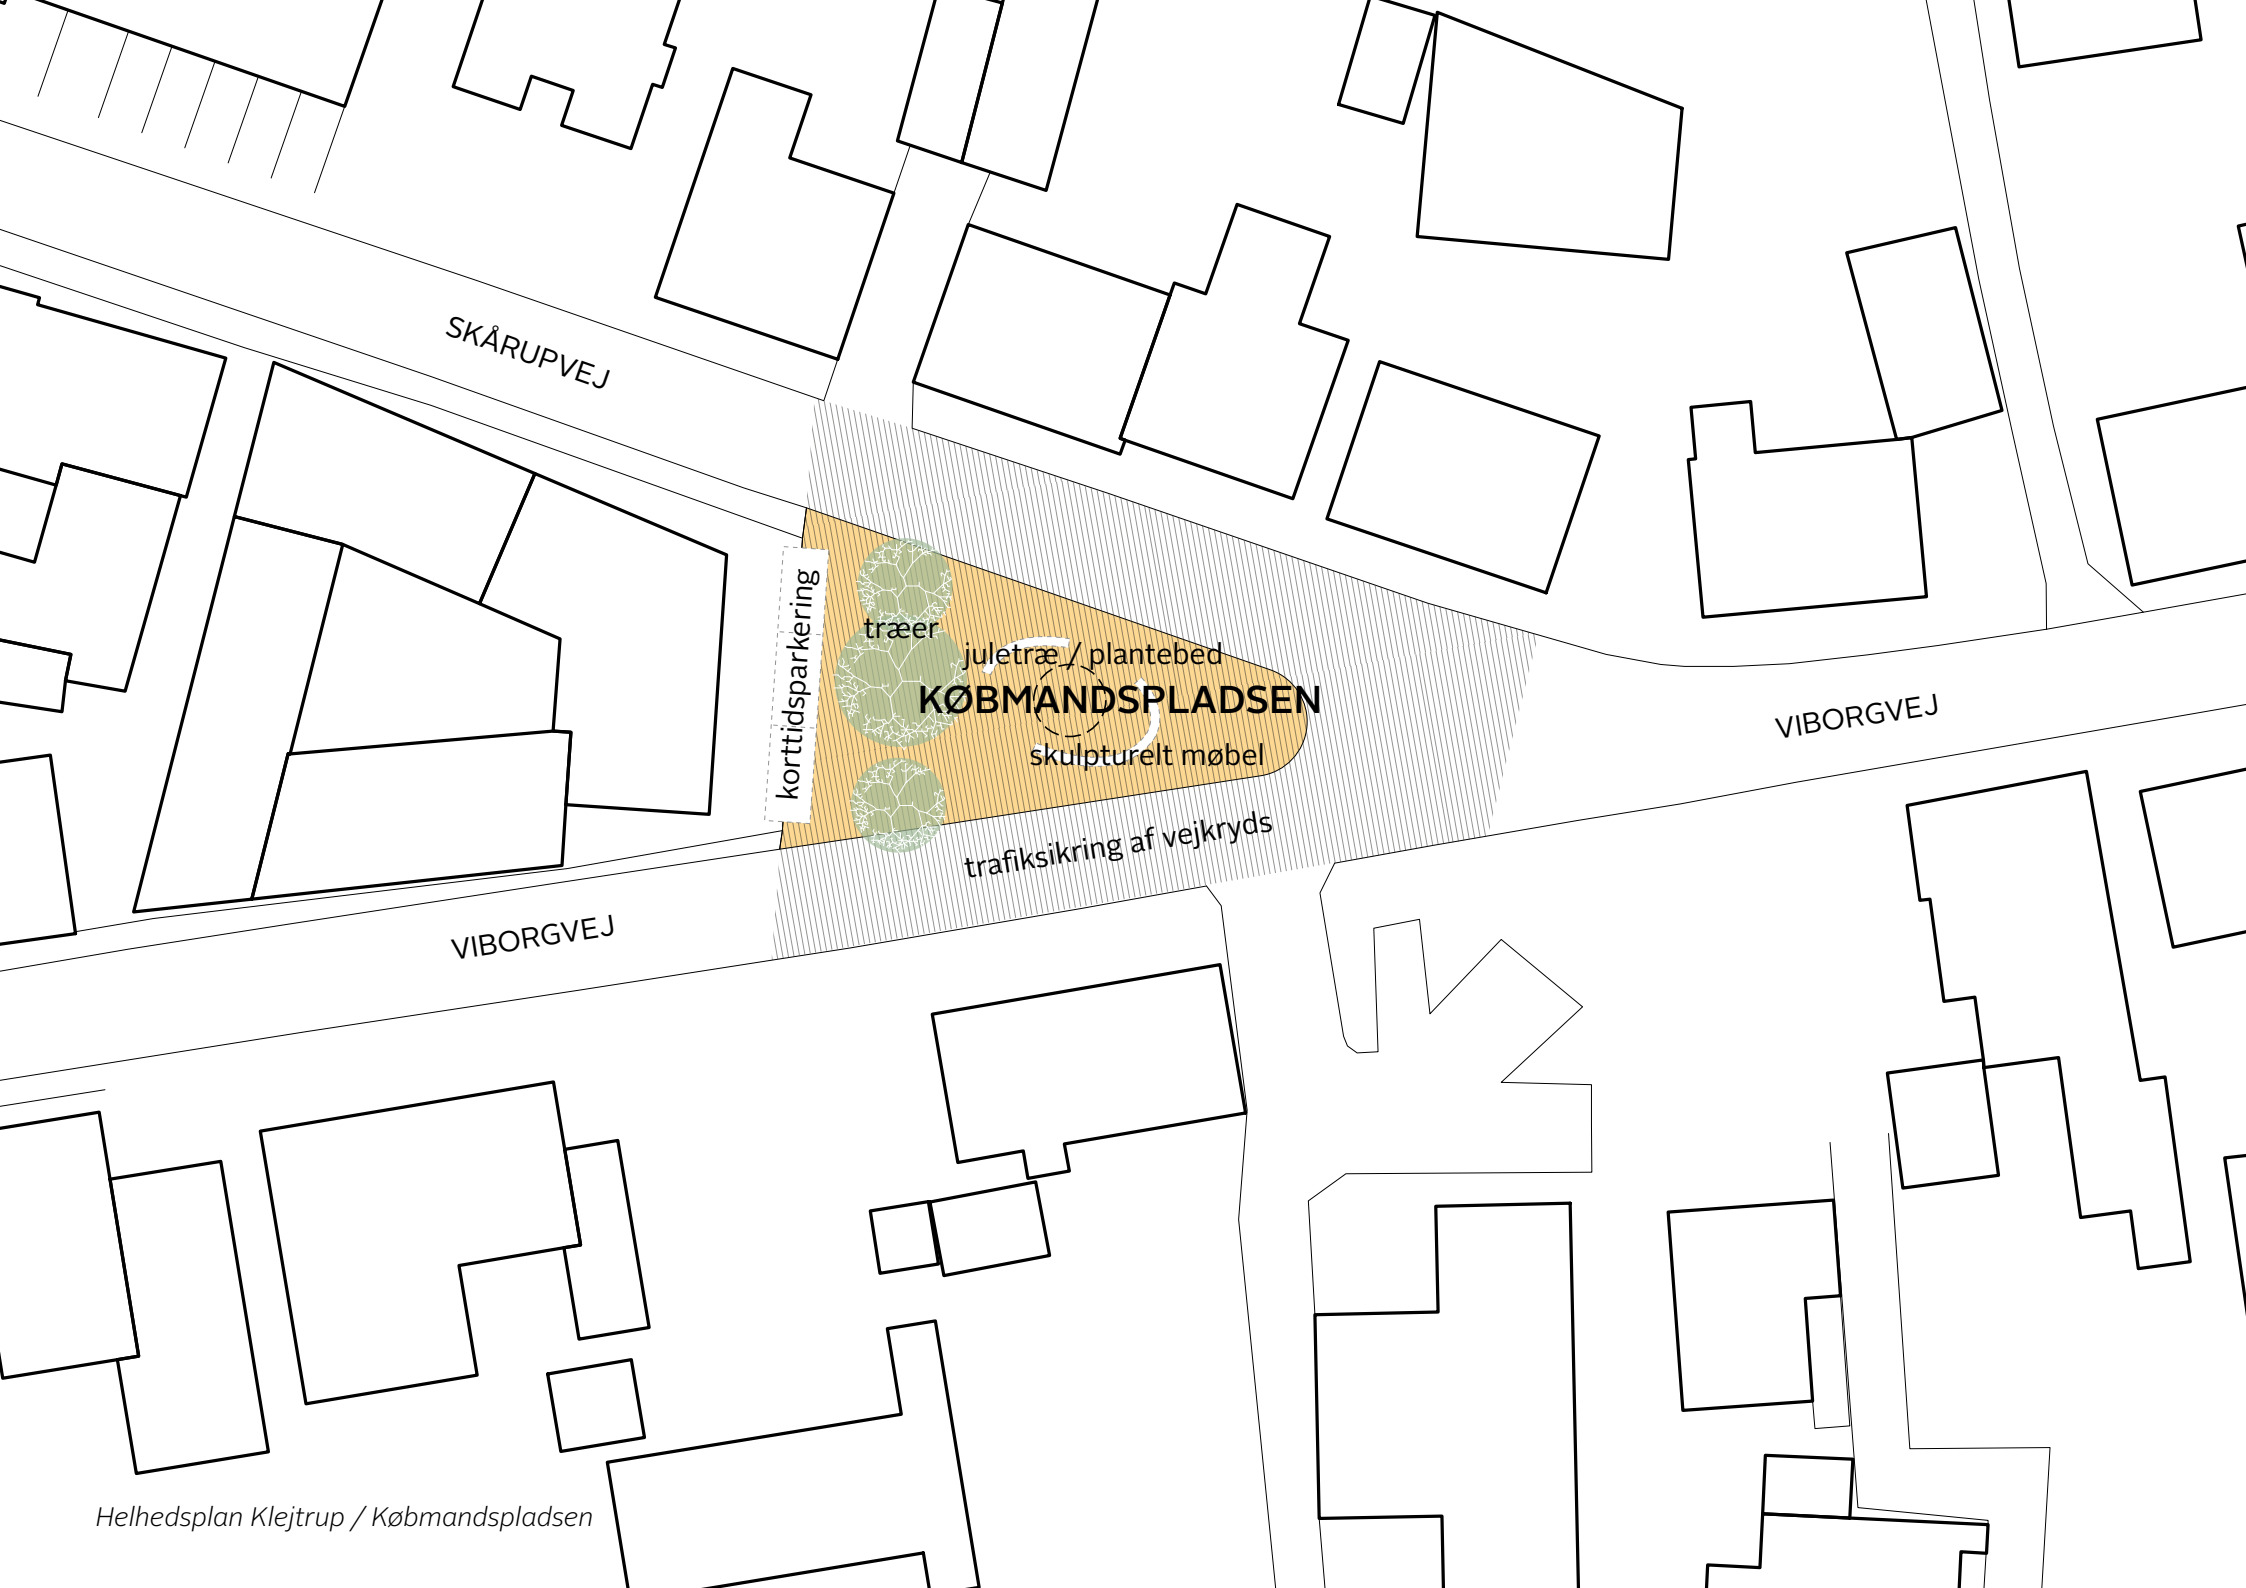 SKÅRUPVEJ
korttidsparkering
træer
juletræ / plantebed
KØBMANDSPLADSEN
skulpturelt møbel
VIBORGVEJ
trafiksikring af vejkryds
VIBORGVEJ
Helhedsplan Klejtrup / Købmandspladsen